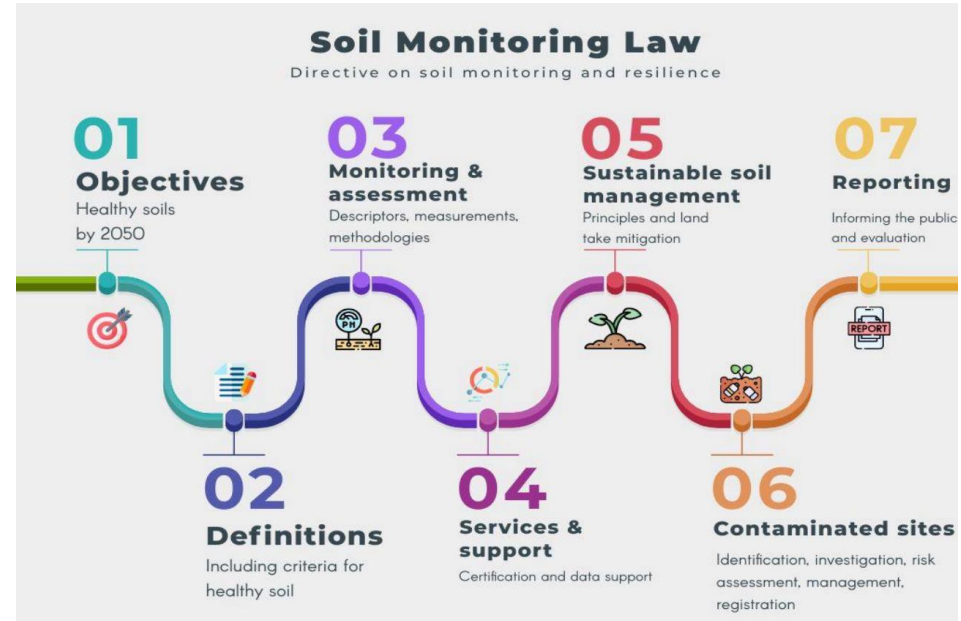 Soil Monitoring Law
Directive on soil monitoring and resilience
01
Objectives
Healthy soils
by 2050
02
Definitions
Including criteria for
healthy soil
03
Monitoring &
assessment
Descriptors, measurements,
methodologies
PH
04
Services &
support
Certification and data support
05
Sustainable soil
management
Principles and land
take mitigation
06
Contaminated sites
Identification, investigation, risk
assessment, management,
registration
07
Reporting
Informing the public
and evaluation
REPORT